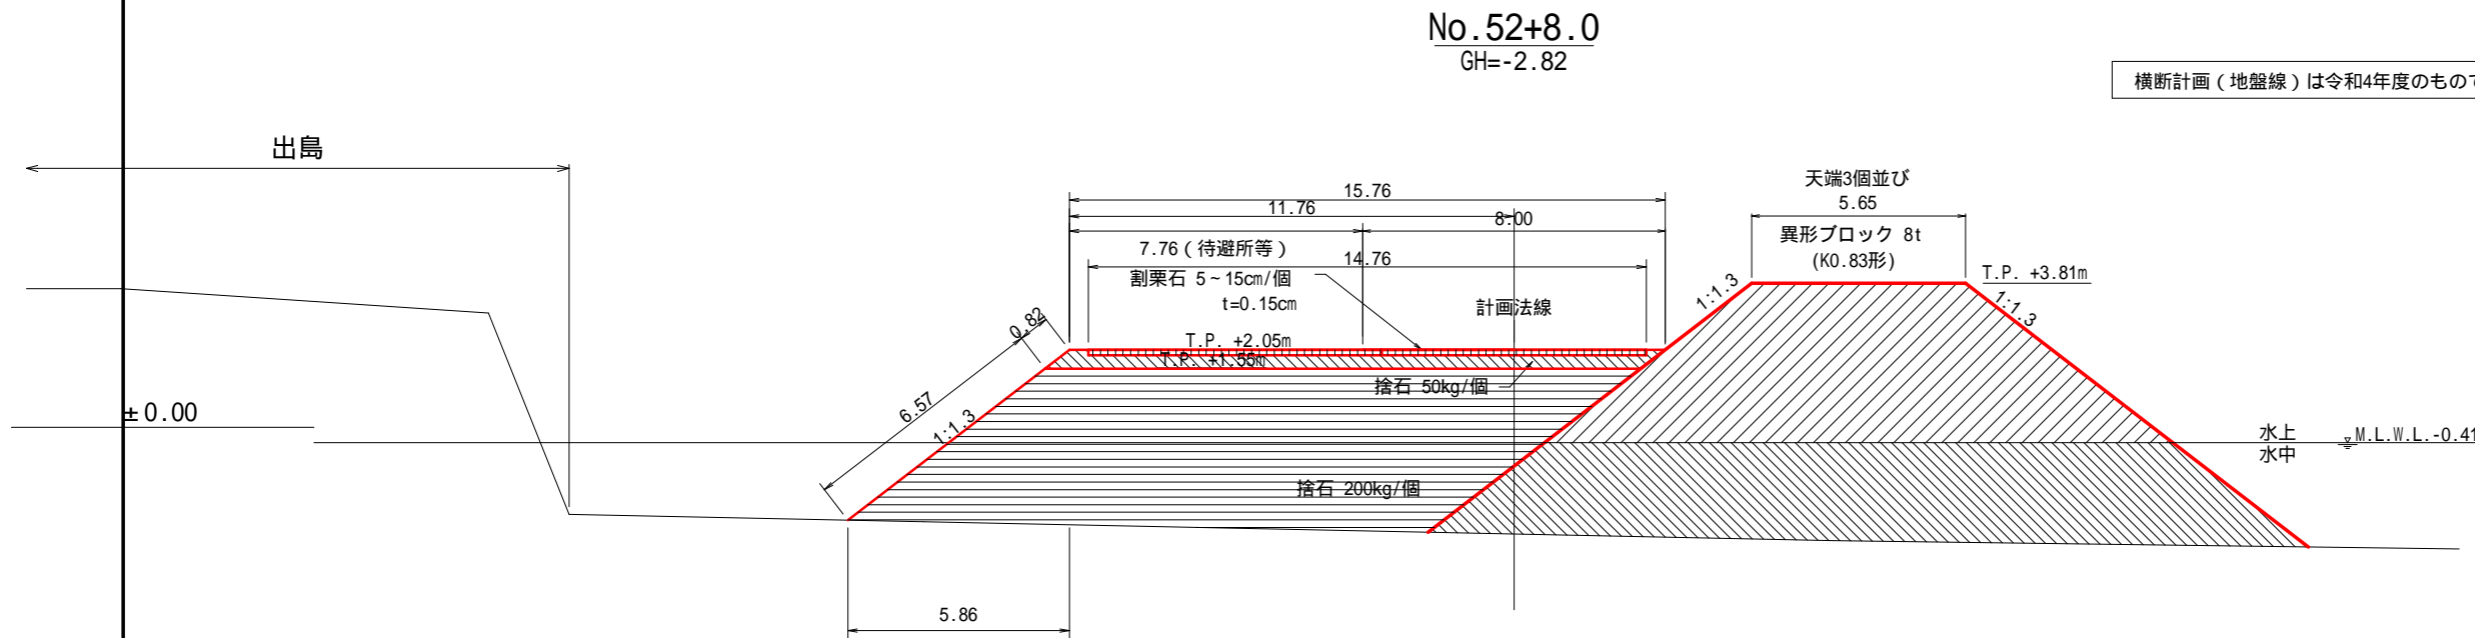 No.52+8.0
GH=-2.82
横断計画（地盤線）は令和4年度のもので
出島
15.76
11.76
8.00
7.76（待避所等）
14.76
割栗石 5~15cm/個
t=0.15cm
計画法線
天端3個並び
5.65
異形ブロック 8t
(K0.83形)
T.P. +3.81m
1:1.3
1:1.3
0.82
T.P. +2.05m
T.P. +1.55m
捨石 50kg/個
6.57
1:1.3
±0.00
水上
M.L.W.L.-0.41
水中
捨石 200kg/個
5.86